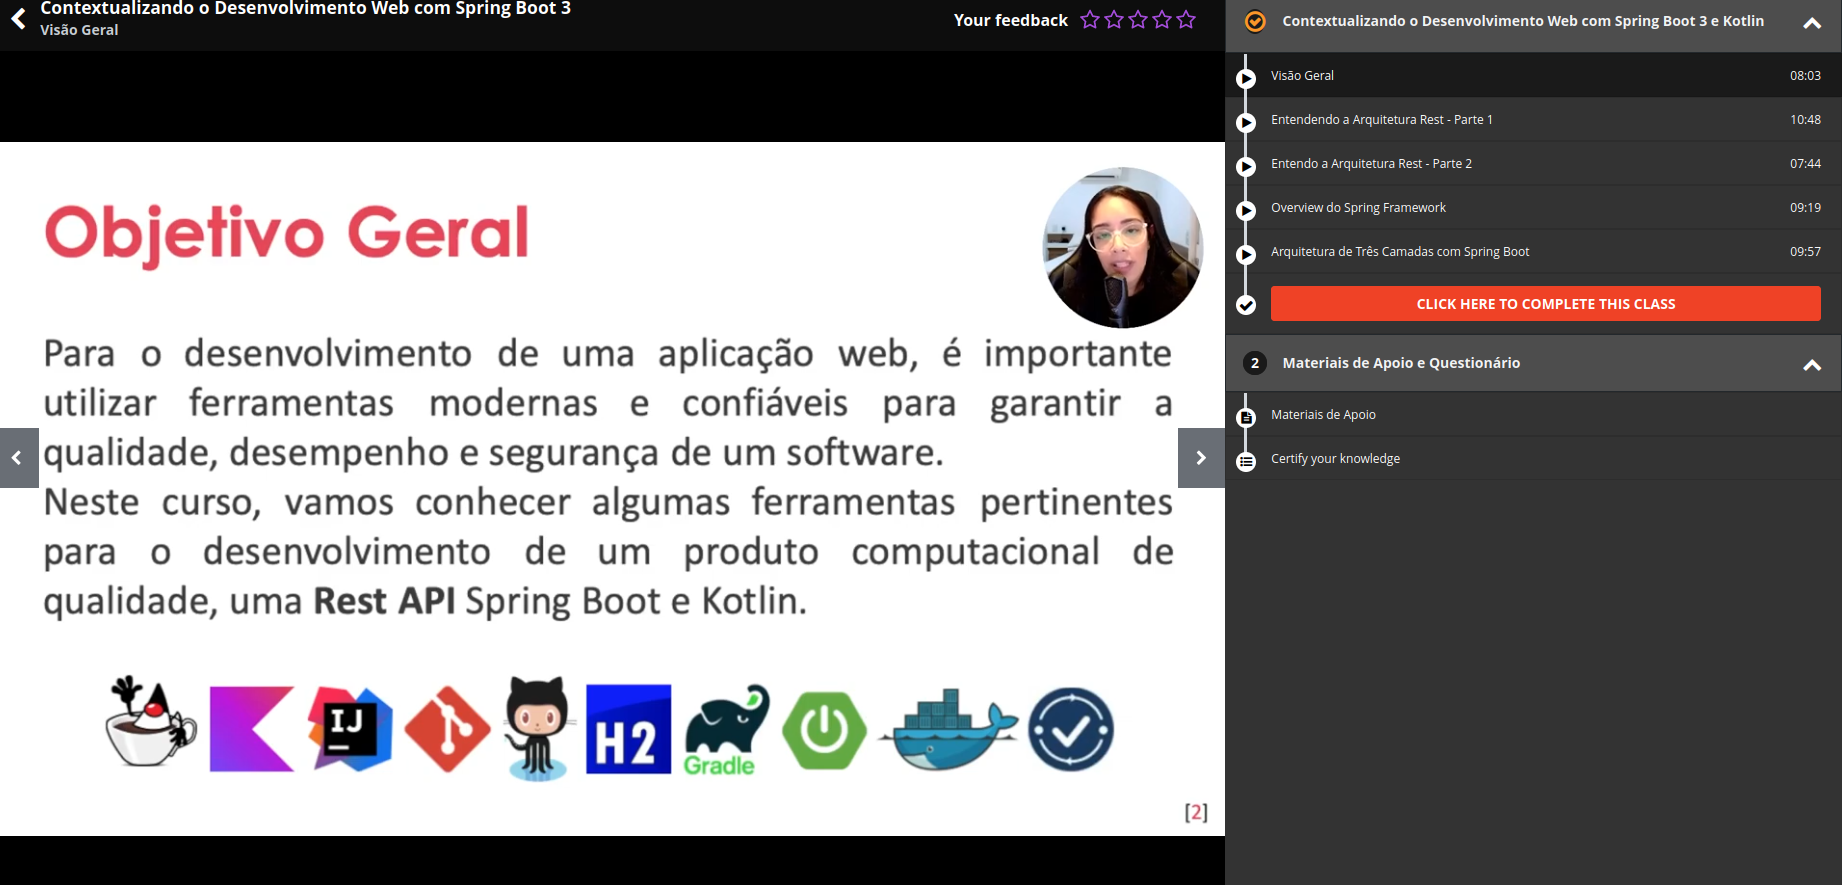 Contextualizando o Desenvolvimento Web com Spring Boot 3
Visão Geral
Your feedback
Objetivo Geral
Para o desenvolvimento de uma aplicação web, é importante
utilizar ferramentas modernas e confiáveis para garantir a
qualidade, desempenho e segurança de um software.
Neste curso, vamos conhecer algumas ferramentas pertinentes
para o desenvolvimento de um produto computacional de
qualidade, uma Rest API Spring Boot e Kotlin.
IJ
H2
Gradle
[2]
Contextualizando o Desenvolvimento Web com Spring Boot 3 e Kotlin
Visão Geral 08:03
Entendendo a Arquitetura Rest - Parte 1 10:48
Entendo a Arquitetura Rest - Parte 2 07:44
Overview do Spring Framework 09:19
Arquitetura de Três Camadas com Spring Boot 09:57
CLICK HERE TO COMPLETE THIS CLASS
2 Materiais de Apoio e Questionário
Materiais de Apoio
Certify your knowledge